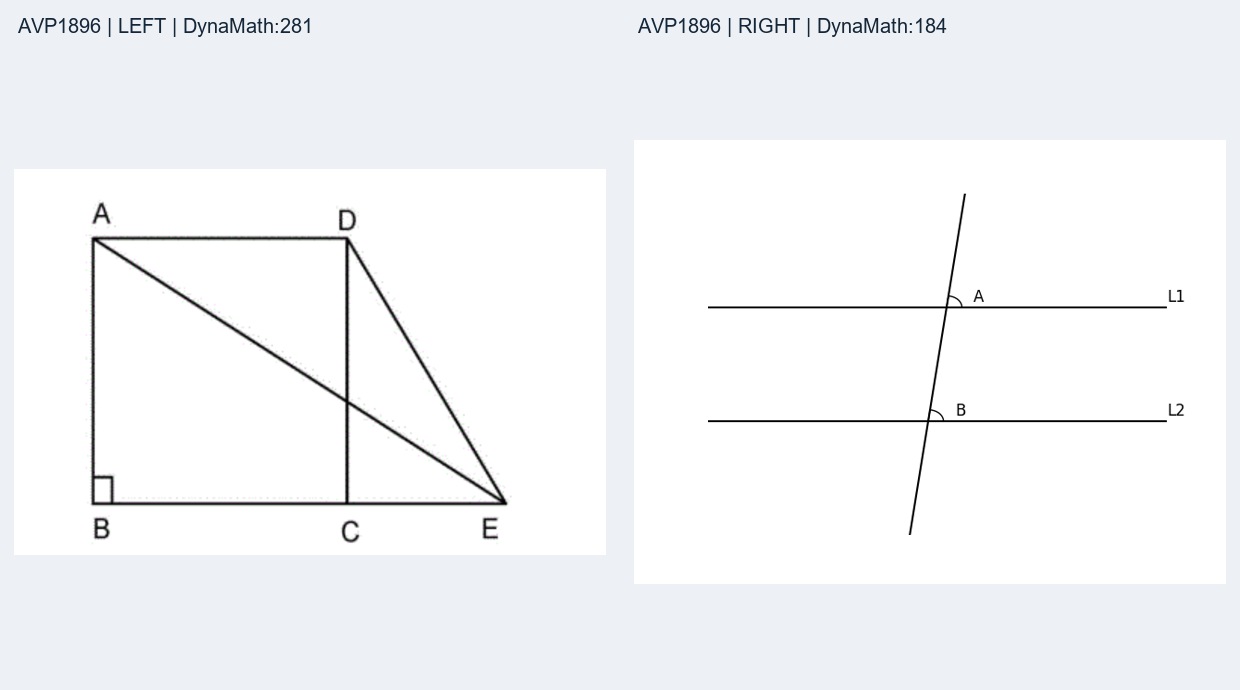 AVP1896 | LEFT | DynaMath:281
AVP1896 | RIGHT | DynaMath:184
A
D
B
C
E
A
L1
B
L2